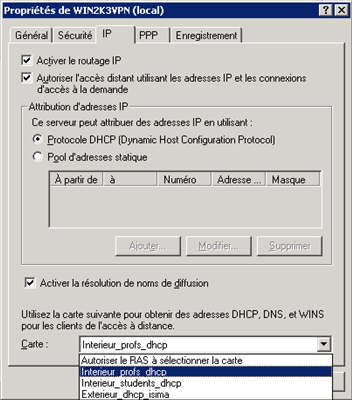 Propriétés de WIN2K3VPN (local)
Général Sécurité IP PPP Enregistrement
Activer le routage IP
Autoriser l'accès distant utilisant les adresses IP et les connexions
d'accès à la demande
Attribution d'adresses IP
Ce serveur peut attribuer des adresses IP en utilisant :
Protocole DHCP (Dynamic Host Configuration Protocol)
Pool d'adresses statique
À partir de à Numéro Adresse ... Masque
Ajouter... Modifier... Supprimer
Activer la résolution de noms de diffusion
Utilisez la carte suivante pour obtenir des adresses DHCP, DNS, et WINS
pour les clients de l'accès à distance.
Carte : Interieur_profs_dhcp
Autoriser le RAS à sélectionner la carte
Interieur_profs_dhcp
Interieur_students_dhcp
Exterieur_dhcp_isima